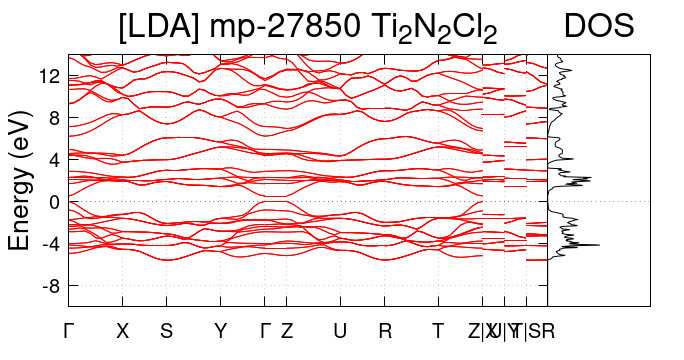 [LDA] mp-27850 Ti₂N₂Cl₂ DOS
Energy (eV)
12
8
4
0
-4
-8
Γ X S Y Γ Z U R T Z|X U|Y T|S R